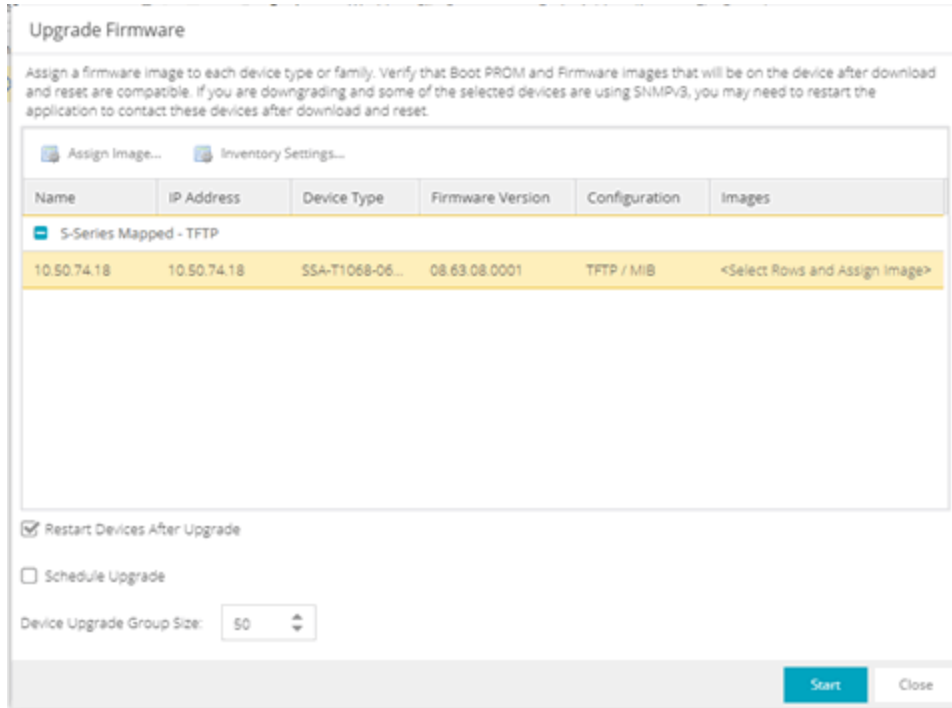 Upgrade Firmware
Assign a firmware image to each device type or family. Verify that Boot PROM and Firmware images that will be on the device after download
and reset are compatible. If you are downgrading and some of the selected devices are using SNMPv3, you may need to restart the
application to contact these devices after download and reset.
Assign Image... Inventory Settings...
Name IP Address Device Type Firmware Version Configuration Images
S-Series Mapped - TFTP
10.50.74.18 10.50.74.18 SSA-T1068-06... 08.63.08.0001 TFTP / MIB <Select Rows and Assign Image>
Restart Devices After Upgrade
Schedule Upgrade
Device Upgrade Group Size: 50
Start Close